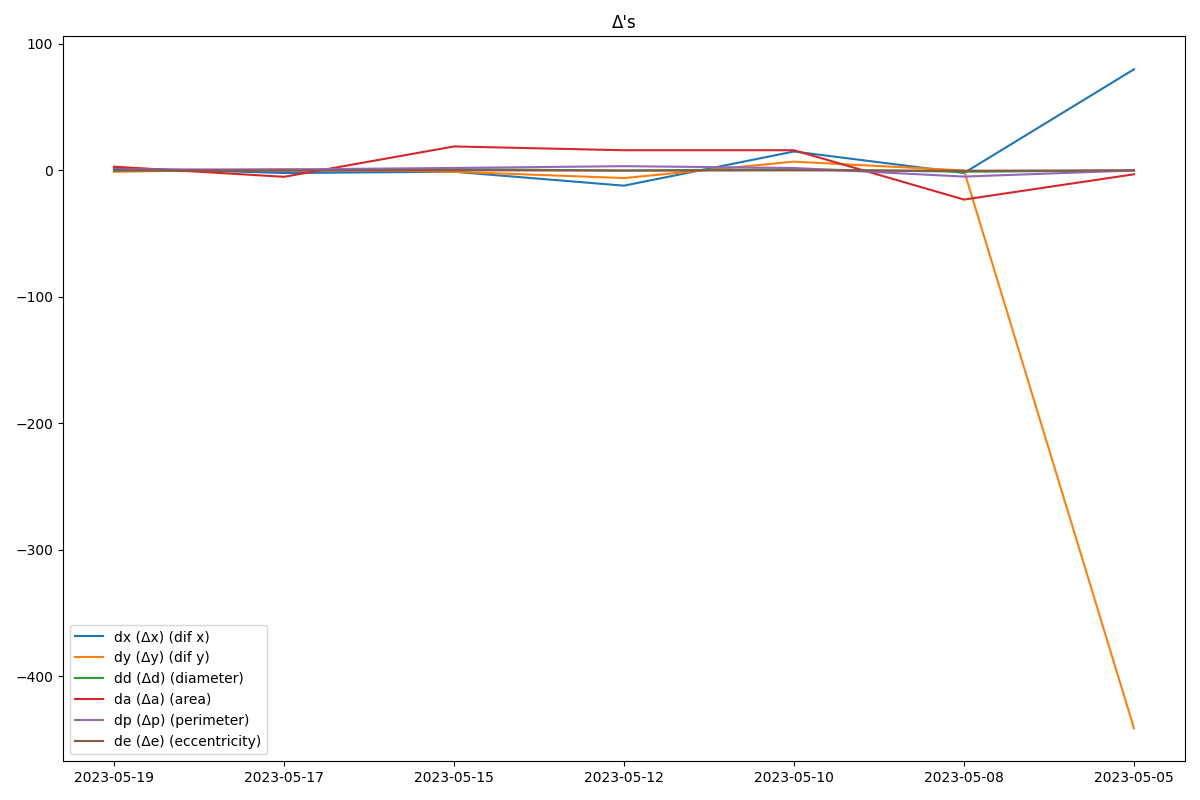 Δ's
100
0
−100
−200
−300
−400
dx (Δx) (dif x)
dy (Δy) (dif y)
dd (Δd) (diameter)
da (Δa) (area)
dp (Δp) (perimeter)
de (Δe) (eccentricity)
2023-05-19 2023-05-17 2023-05-15 2023-05-12 2023-05-10 2023-05-08 2023-05-05